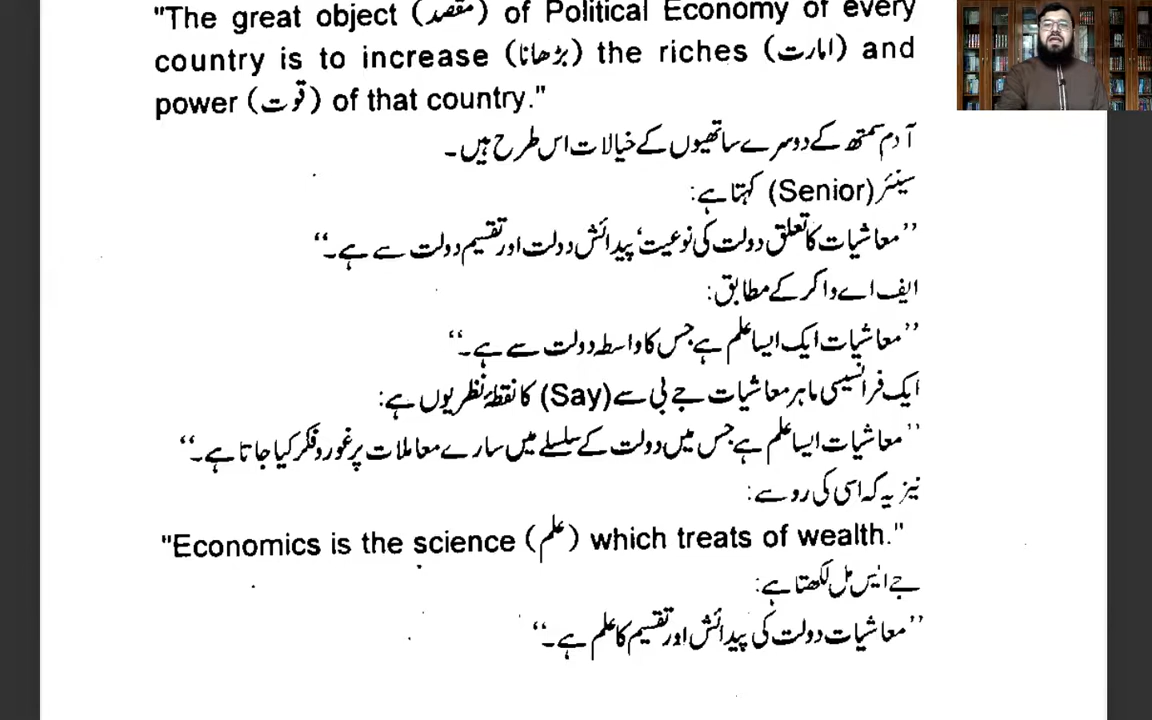 "The great object (مقصد) of Political Economy of every
country is to increase (بڑھانا) the riches (امارت) and
power (قوت) of that country."
آدم سمتھ کے دوسرے ساتھیوں کے خیالات اس طرح ہیں۔
سینئر (Senior) کہتا ہے:
’’معاشیات کا تعلق دولت کی نوعیت‘ پیدائش دولت اور تقسیم دولت سے ہے۔‘‘
ایف اے واکر کے مطابق:
’’معاشیات ایک ایسا علم ہے جس کا واسطہ دولت سے ہے۔‘‘
ایک فرانسیسی ماہر معاشیات جے بی سے (Say) کا نقطۂ نظر یوں ہے:
’’معاشیات ایسا علم ہے جس میں دولت کے سلسلے میں سارے معاملات پر غور و فکر کیا جاتا ہے۔‘‘
نیز یہ کہ اسی کی رو سے:
"Economics is the science (علم) which treats of wealth."
جے ایس مل لکھتا ہے:
’’معاشیات دولت کی پیدائش اور تقسیم کا علم ہے۔‘‘